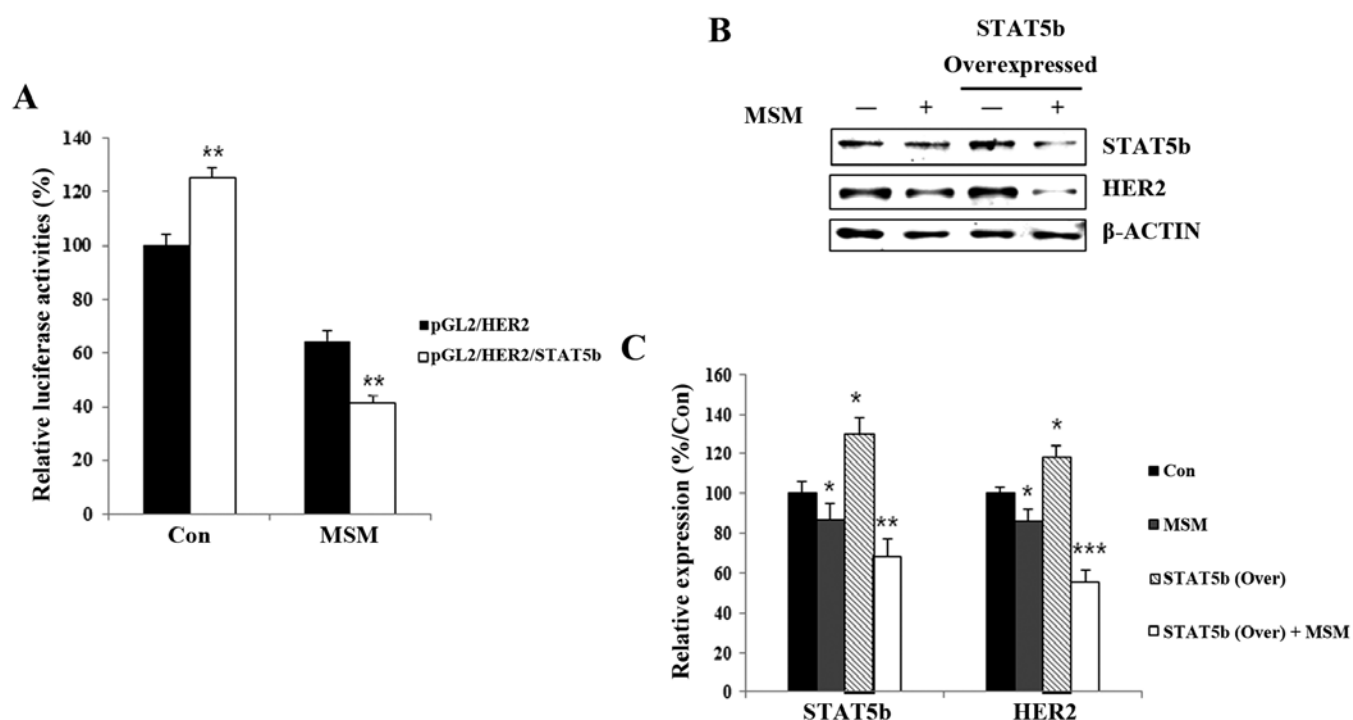 A
Relative luciferase activities (%)
140
120
100
80
60
40
20
0
**
**
Con
MSM
pGL2/HER2
pGL2/HER2/STAT5b
B
STAT5b
Overexpressed
MSM — + — +
STAT5b
HER2
β-ACTIN
C
Relative expression (%/Con)
160
140
120
100
80
60
40
20
0
*
*
**
*
*
***
STAT5b
HER2
Con
MSM
STAT5b (Over)
STAT5b (Over) + MSM